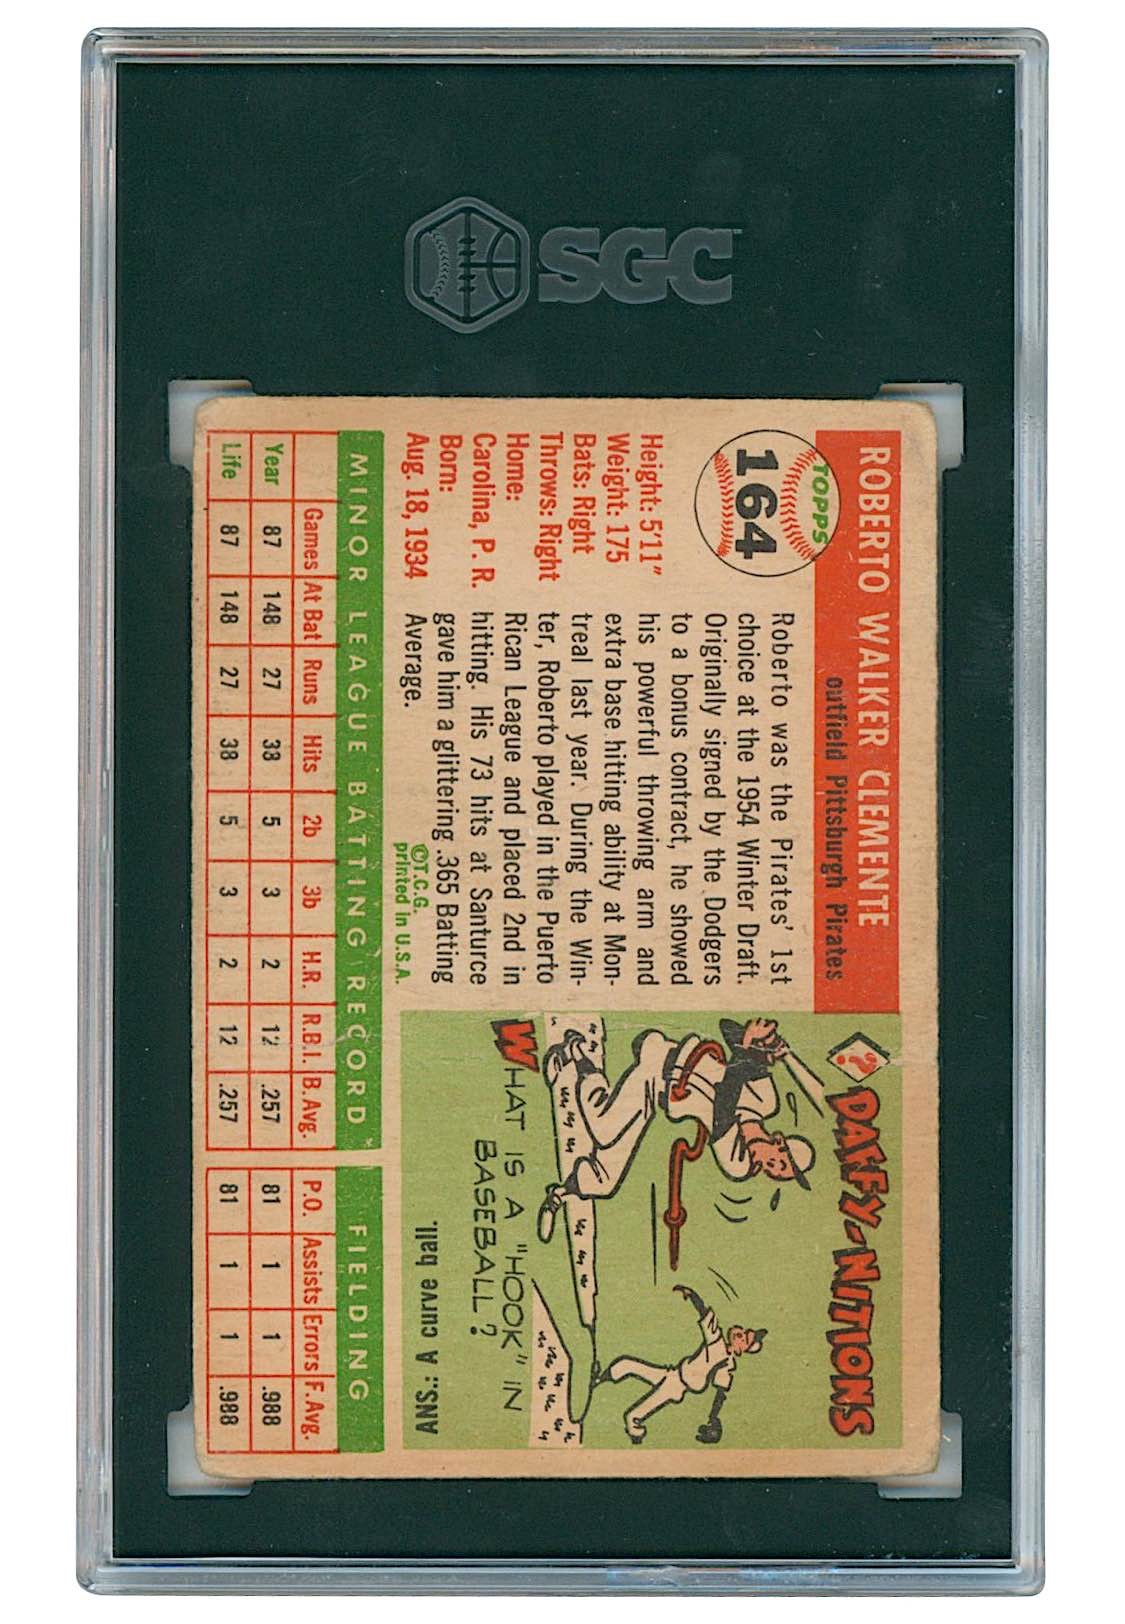 SGC
ROBERTO WALKER CLEMENTE
outfield Pittsburgh Pirates
TOPPS
164
Height: 5'11"
Weight: 175
Bats: Right
Throws: Right
Home:
Carolina, P. R.
Born:
Aug. 18, 1934
Roberto was the Pirates' 1st
choice at the 1954 Winter Draft.
Originally signed by the Dodgers
to a bonus contract, he showed
his powerful throwing arm and
extra base hitting ability at Mon-
treal last year. During the Win-
ter, Roberto played in the Puerto
Rican League and placed 2nd in
hitting. His 73 hits at Santurce
gave him a glittering .365 Batting
Average.
©T.C.G.
printed in U.S.A.
?
DAFFY-NITIONS
WHAT IS A "HOOK" IN
BASEBALL?
ANS.: A curve ball.
MINOR LEAGUE BATTING RECORD FIELDING
Games At Bat Runs Hits 2b 3b H.R. R.B.I. B. Avg. P.O. Assists Errors F. Avg.
Year 87 148 27 33 5 3 2 12 .257 81 1 1 .988
Life 87 148 27 38 5 3 2 12 .257 81 1 1 .988